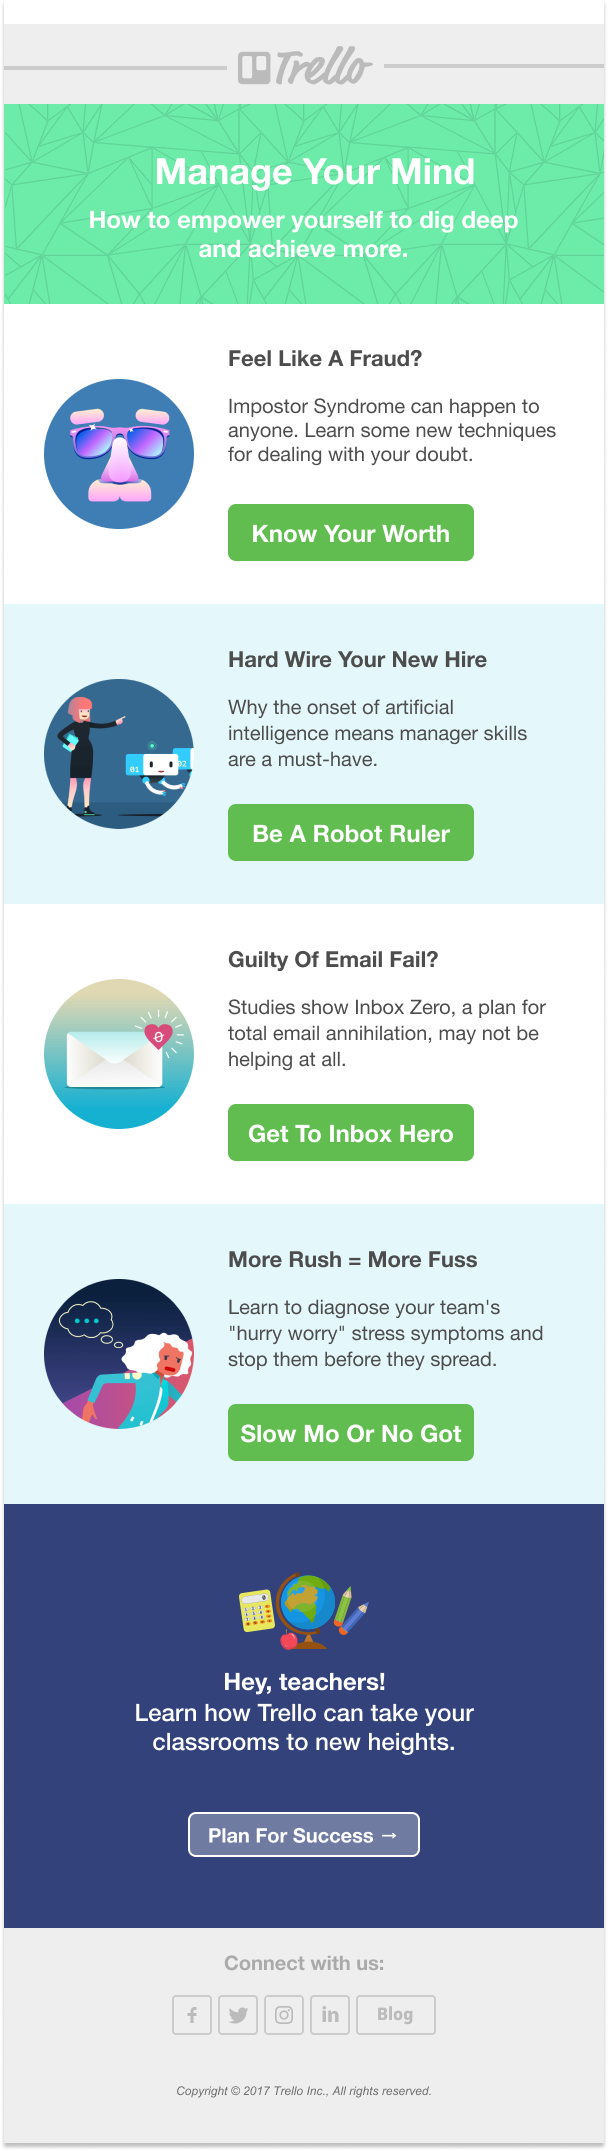 Trello
Manage Your Mind
How to empower yourself to dig deep
and achieve more.
Feel Like A Fraud?
Impostor Syndrome can happen to
anyone. Learn some new techniques
for dealing with your doubt.
Know Your Worth
Hard Wire Your New Hire
Why the onset of artificial
intelligence means manager skills
are a must-have.
01
02
Be A Robot Ruler
Guilty Of Email Fail?
Studies show Inbox Zero, a plan for
total email annihilation, may not be
helping at all.
0
Get To Inbox Hero
More Rush = More Fuss
Learn to diagnose your team's
"hurry worry" stress symptoms and
stop them before they spread.
Slow Mo Or No Got
Hey, teachers!
Learn how Trello can take your
classrooms to new heights.
Plan For Success →
Connect with us:
f in Blog
Copyright © 2017 Trello Inc., All rights reserved.